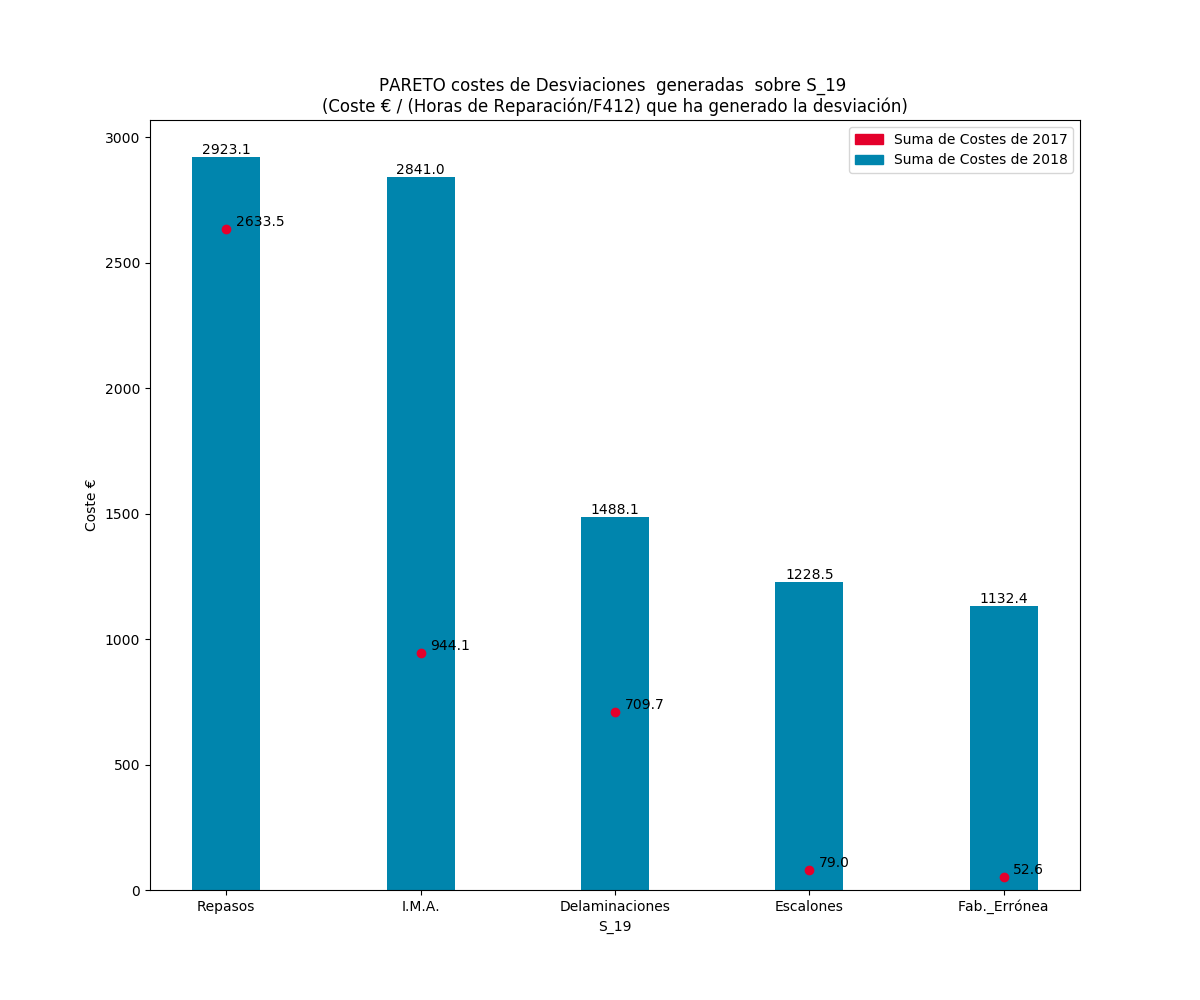 PARETO costes de Desviaciones  generadas  sobre S_19
(Coste € / (Horas de Reparación/F412) que ha generado la desviación)
Suma de Costes de 2017
Suma de Costes de 2018
Coste €
3000
2500
2000
1500
1000
500
0
2923.1
2633.5
2841.0
944.1
1488.1
709.7
1228.5
79.0
1132.4
52.6
Repasos
I.M.A.
Delaminaciones
Escalones
Fab._Errónea
S_19